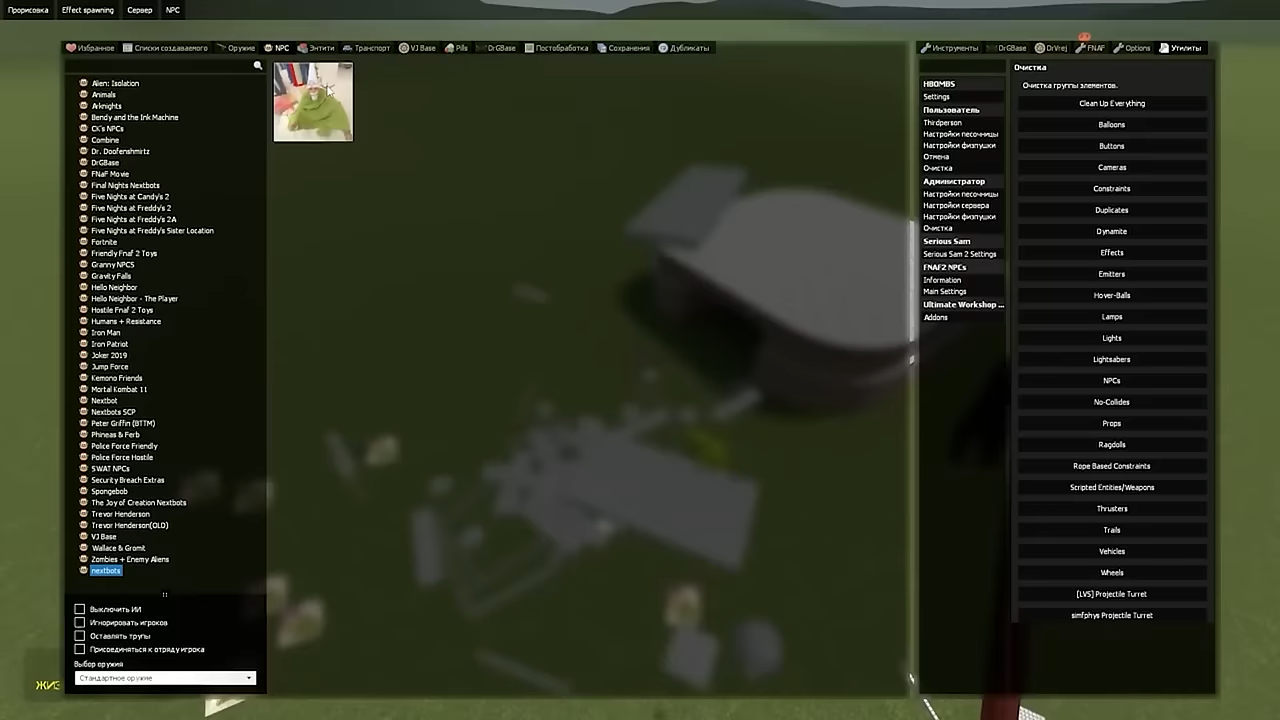 Прорисовка Effect spawning Сервер NPC
Избранное Списки создаваемого Оружие NPC Энтити Транспорт VJ Base Pills DrGBase Постобработка Сохранения Дубликаты
Инструменты DrGBase DrVrej FNAF Options Утилиты
Alien: Isolation
Animals
Arknights
Bendy and the Ink Machine
CK's NPCs
Combine
Dr. Doofenshmirtz
DrGBase
FNaF Movie
Final Nights Nextbots
Five Nights at Candy's 2
Five Nights at Freddy's 2
Five Nights at Freddy's 2A
Five Nights at Freddy's Sister Location
Fortnite
Friendly Fnaf 2 Toys
Granny NPCS
Gravity Falls
Hello Neighbor
Hello Neighbor - The Player
Hostile Fnaf 2 Toys
Humans + Resistance
Iron Man
Iron Patriot
Joker 2019
Jump Force
Kemono Friends
Mortal Kombat 11
Nextbot
Nextbots SCP
Peter Griffin (BTTM)
Phineas & Ferb
Police Force Friendly
Police Force Hostile
SWAT NPCs
Security Breach Extras
Spongebob
The Joy of Creation Nextbots
Trevor Henderson
Trevor Henderson(OLD)
VJ Base
Wallace & Gromit
Zombies + Enemy Aliens
nextbots
Выключить ИИ
Игнорировать игроков
Оставлять трупы
Присоединяться к отряду игрока
Выбор оружия
Стандартное оружие
HBOMBS
Settings
Пользователь
Thirdperson
Настройки песочницы
Настройки физпушки
Отмена
Очистка
Администратор
Настройки песочницы
Настройки сервера
Настройки физпушки
Очистка
Serious Sam
Serious Sam 2 Settings
FNAF2 NPCs
Information
Main Settings
Ultimate Workshop ...
Addons
Очистка
Очистка группы элементов.
Clean Up Everything
Balloons
Buttons
Cameras
Constraints
Duplicates
Dynamite
Effects
Emitters
Hover-Balls
Lamps
Lights
Lightsabers
NPCs
No-Collides
Props
Ragdolls
Rope Based Constraints
Scripted Entities/Weapons
Thrusters
Trails
Vehicles
Wheels
[LVS] Projectile Turret
simfphys Projectile Turret